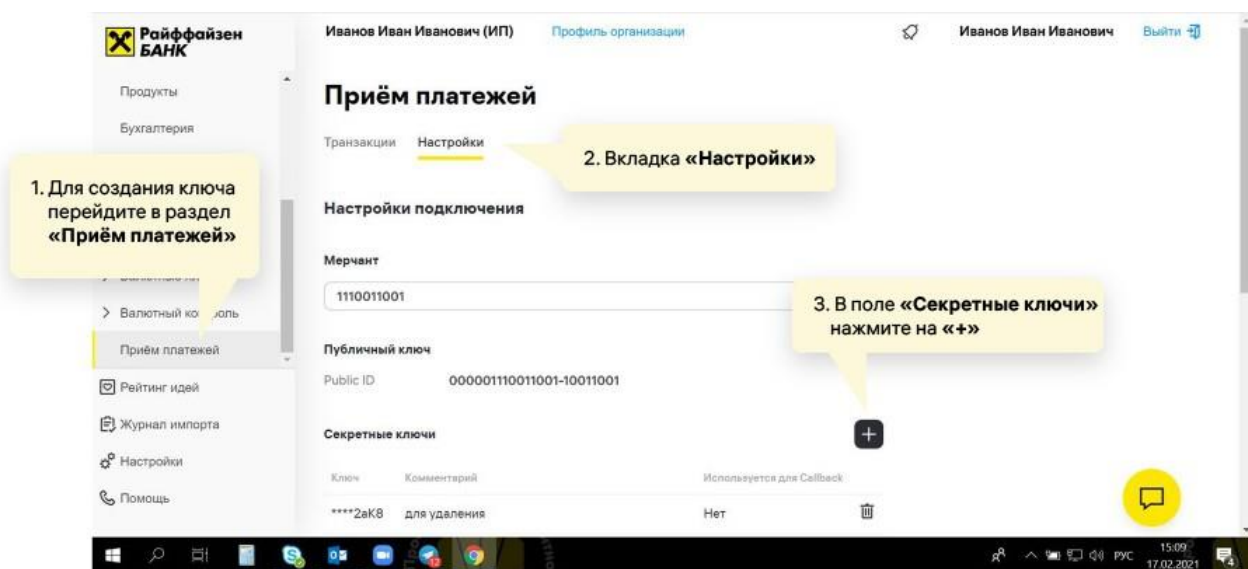 Райффайзен
БАНК
Иванов Иван Иванович (ИП)
Профиль организации
Иванов Иван Иванович
Выйти
Продукты
Бухгалтерия
Приём платежей
Транзакции
Настройки
2. Вкладка «Настройки»
1. Для создания ключа
перейдите в раздел
«Приём платежей»
Настройки подключения
Мерчант
1110011001
3. В поле «Секретные ключи»
нажмите на «+»
Валютный
Приём платежей
Публичный ключ
Public ID
000001110011001-10011001
Рейтинг идей
Журнал импорта
Секретные ключи
+
Настройки
Ключ
Комментарий
Используется для Callback
Помощь
****2aK8
для удаления
Нет
12
РУС
15:09
17.02.2021
4